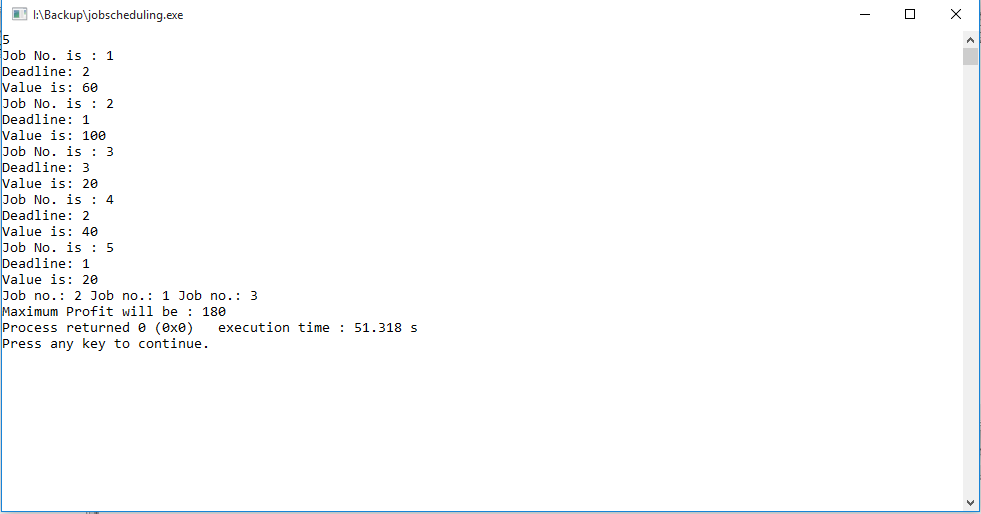 I:\Backup\jobscheduling.exe
5
Job No. is : 1
Deadline: 2
Value is: 60
Job No. is : 2
Deadline: 1
Value is: 100
Job No. is : 3
Deadline: 3
Value is: 20
Job No. is : 4
Deadline: 2
Value is: 40
Job No. is : 5
Deadline: 1
Value is: 20
Job no.: 2 Job no.: 1 Job no.: 3
Maximum Profit will be : 180
Process returned 0 (0x0)   execution time : 51.318 s
Press any key to continue.